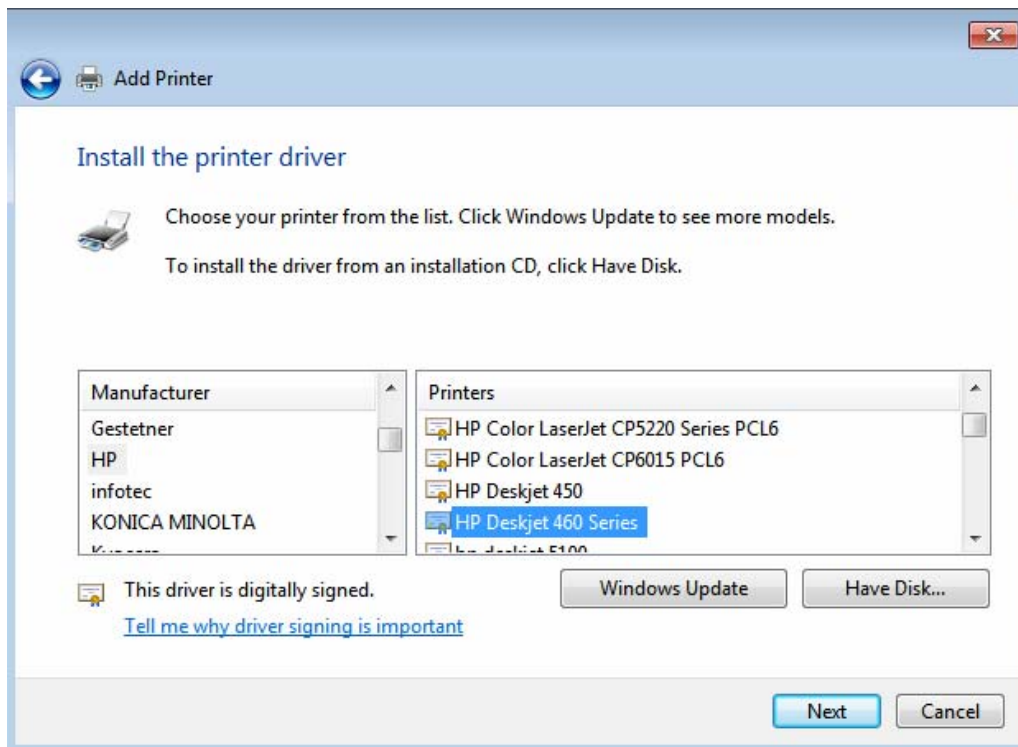 Add Printer
Install the printer driver
Choose your printer from the list. Click Windows Update to see more models.
To install the driver from an installation CD, click Have Disk.
Manufacturer
Gestetner
HP
infotec
KONICA MINOLTA
Printers
HP Color LaserJet CP5220 Series PCL6
HP Color LaserJet CP6015 PCL6
HP Deskjet 450
HP Deskjet 460 Series
hp deskjet 5100
This driver is digitally signed.
Tell me why driver signing is important
Windows Update
Have Disk...
Next
Cancel